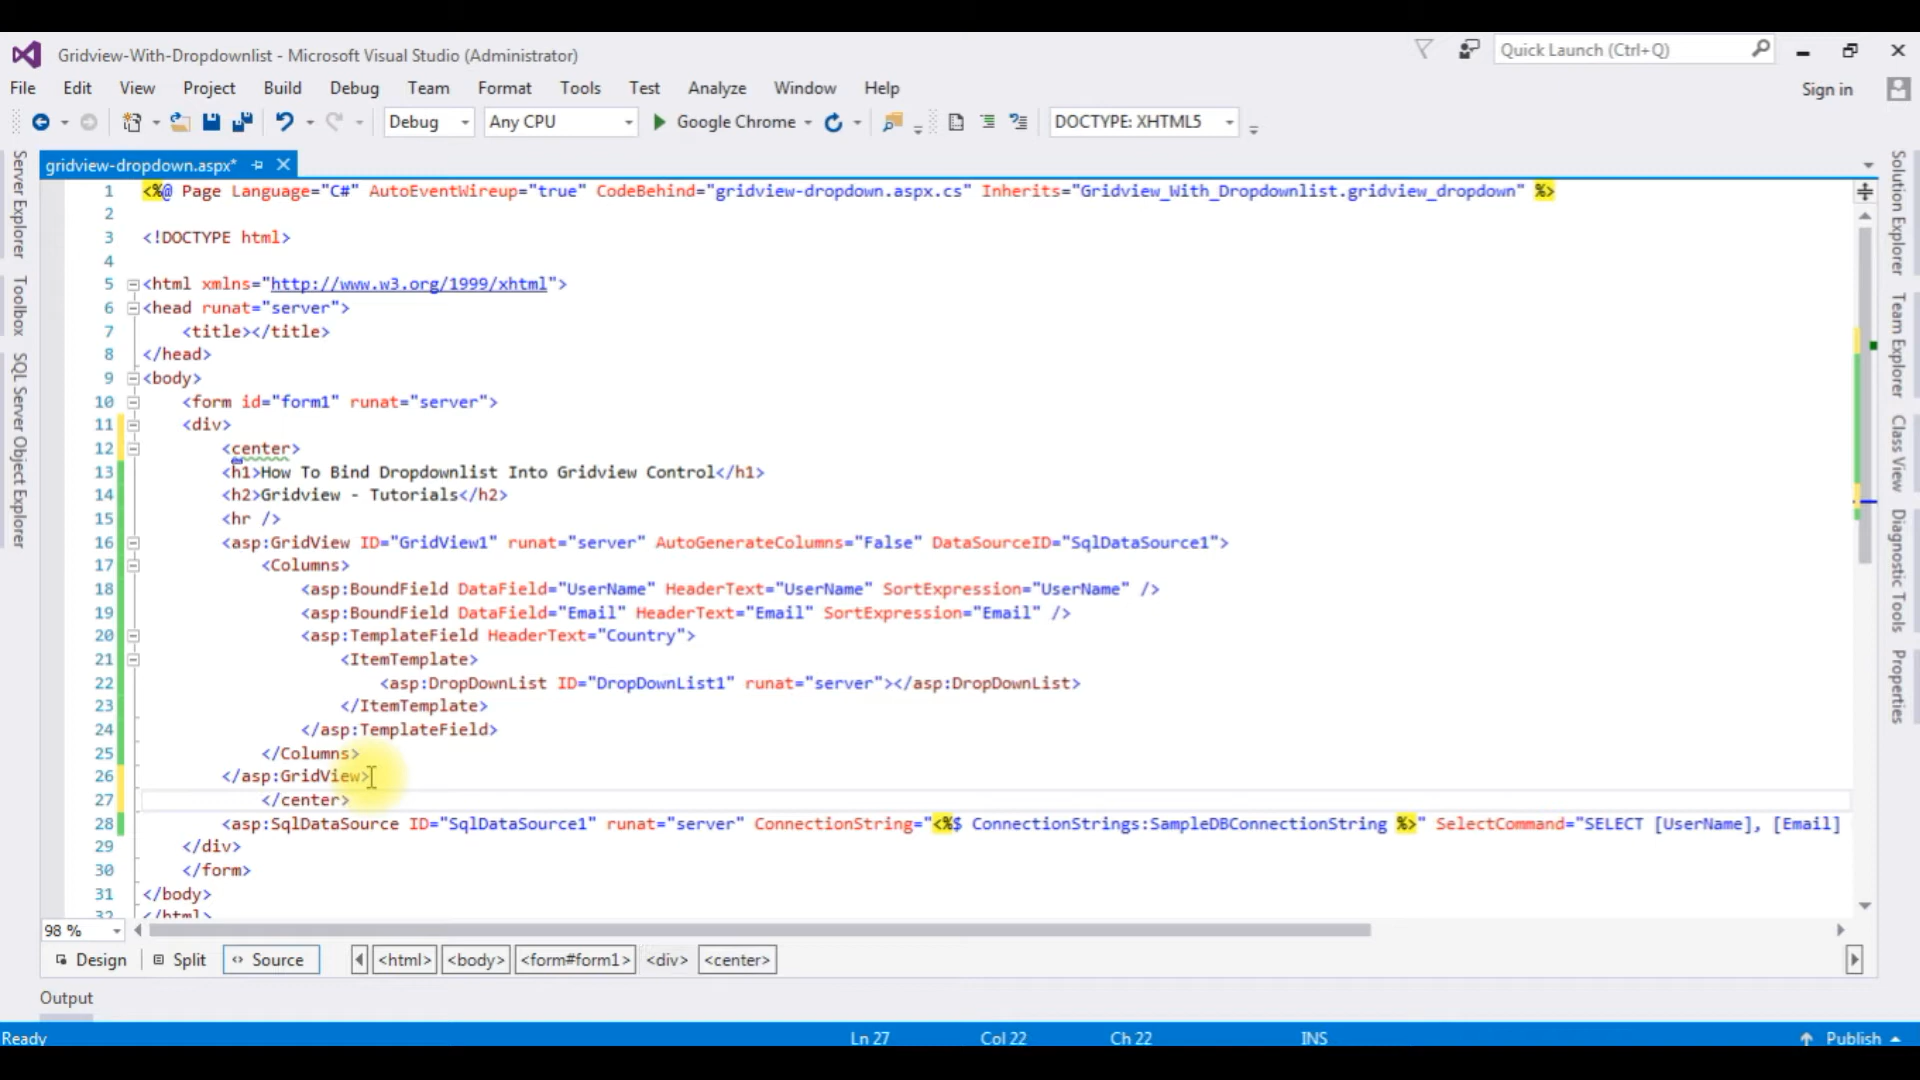 Gridview-With-Dropdownlist - Microsoft Visual Studio (Administrator)
Quick Launch (Ctrl+Q)
File Edit View Project Build Debug Team Format Tools Test Analyze Window Help
Sign in
Debug Any CPU Google Chrome DOCTYPE: XHTML5
gridview-dropdown.aspx*
1 <%@ Page Language="C#" AutoEventWireup="true" CodeBehind="gridview-dropdown.aspx.cs" Inherits="Gridview_With_Dropdownlist.gridview_dropdown" %>
2
3 <!DOCTYPE html>
4
5 <html xmlns="http://www.w3.org/1999/xhtml">
6 <head runat="server">
7 <title></title>
8 </head>
9 <body>
10 <form id="form1" runat="server">
11 <div>
12 <center>
13 <h1>How To Bind Dropdownlist Into Gridview Control</h1>
14 <h2>Gridview - Tutorials</h2>
15 <hr />
16 <asp:GridView ID="GridView1" runat="server" AutoGenerateColumns="False" DataSourceID="SqlDataSource1">
17 <Columns>
18 <asp:BoundField DataField="UserName" HeaderText="UserName" SortExpression="UserName" />
19 <asp:BoundField DataField="Email" HeaderText="Email" SortExpression="Email" />
20 <asp:TemplateField HeaderText="Country">
21 <ItemTemplate>
22 <asp:DropDownList ID="DropDownList1" runat="server"></asp:DropDownList>
23 </ItemTemplate>
24 </asp:TemplateField>
25 </Columns>
26 </asp:GridView>
27 </center>
28 <asp:SqlDataSource ID="SqlDataSource1" runat="server" ConnectionString="<%$ ConnectionStrings:SampleDBConnectionString %>" SelectCommand="SELECT [UserName], [Email]
29 </div>
30 </form>
31 </body>
32 </html>
98 %
Design Split Source <html> <body> <form#form1> <div> <center>
Output
Ready Ln 27 Col 22 Ch 22 INS Publish
Server Explorer
Toolbox
SQL Server Object Explorer
Solution Explorer
Team Explorer
Class View
Diagnostic Tools
Properties